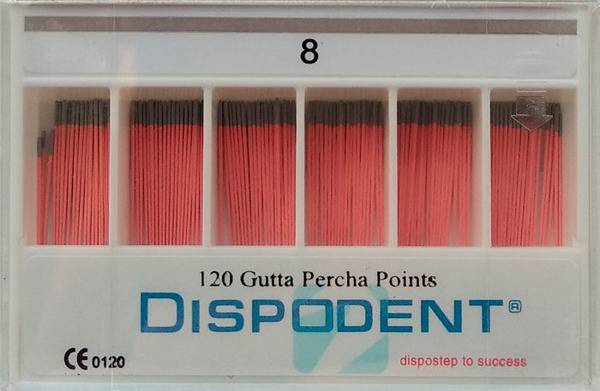 8
120 Gutta Percha Points
DISPODENT®
CE 0120
dispostep to success